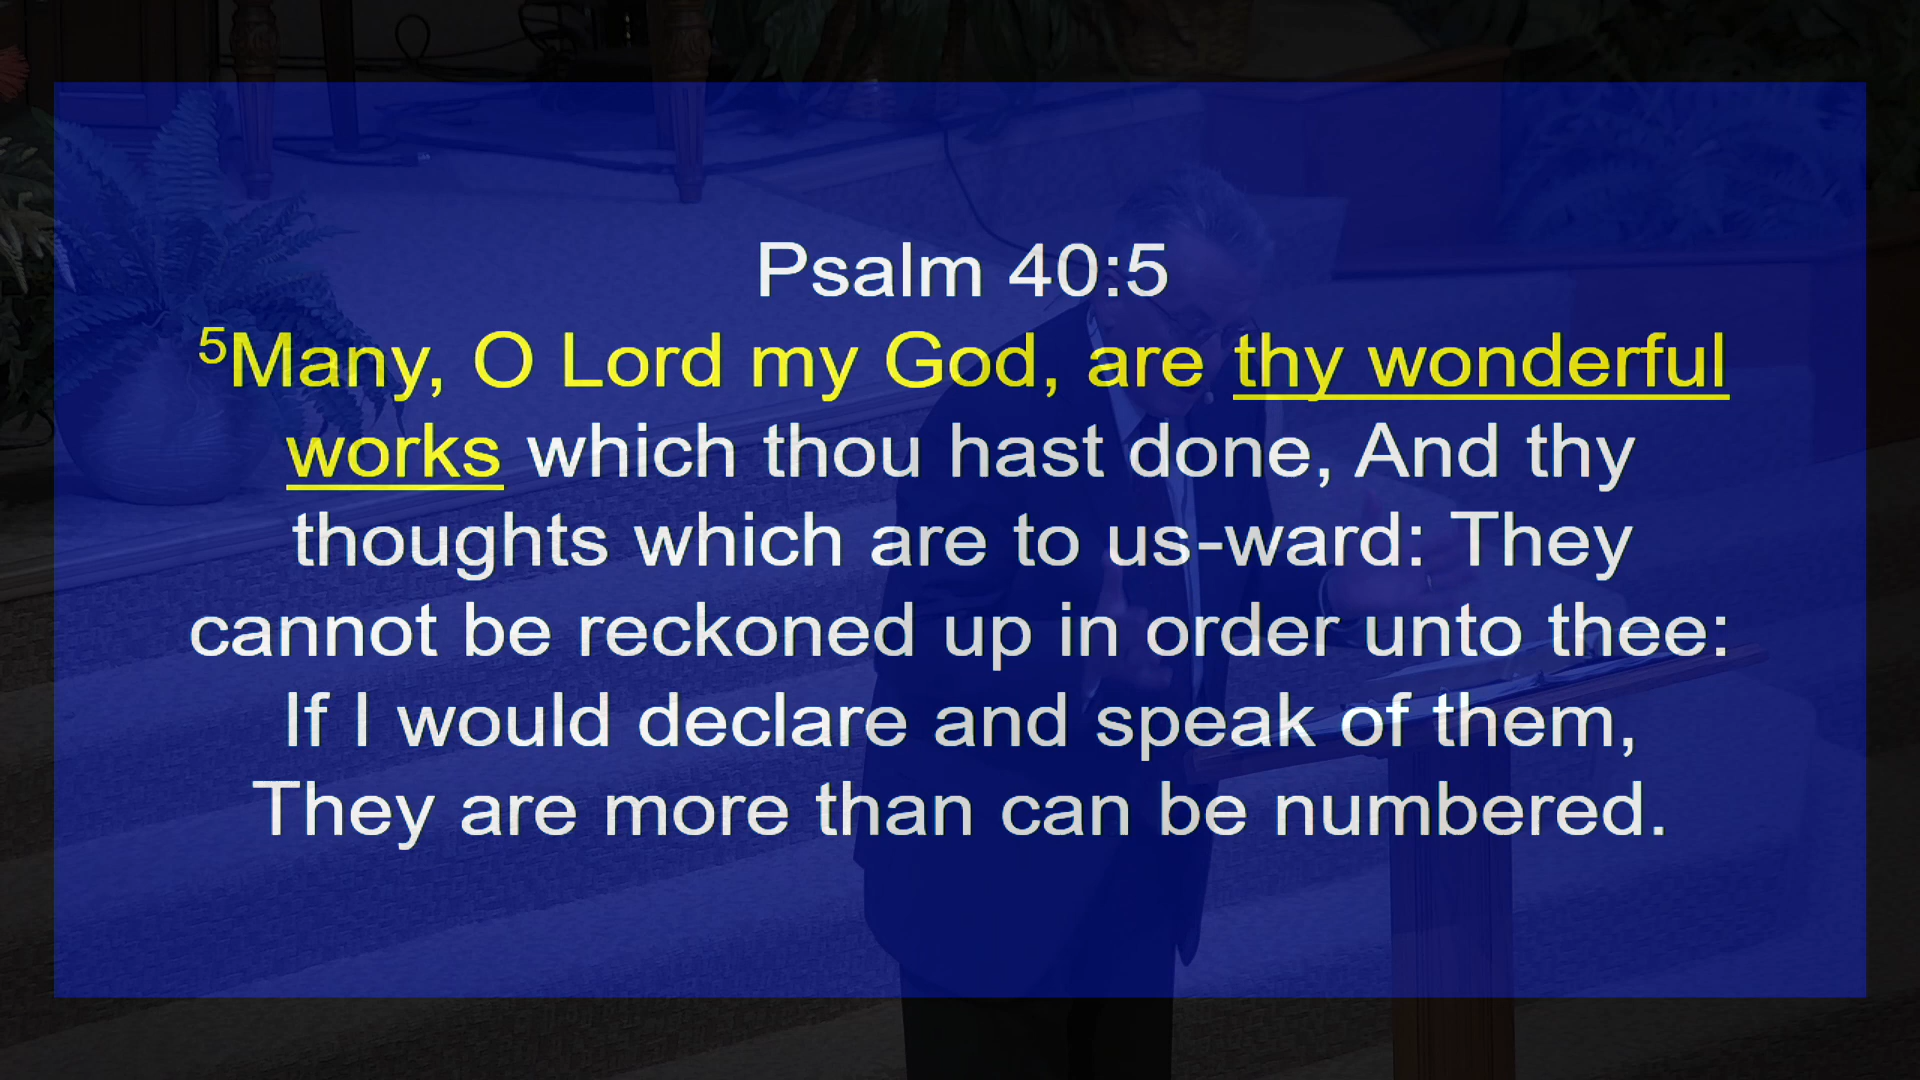 Psalm 40:5
⁵Many, O Lord my God, are thy wonderful
works which thou hast done, And thy
thoughts which are to us-ward: They
cannot be reckoned up in order unto thee:
If I would declare and speak of them,
They are more than can be numbered.